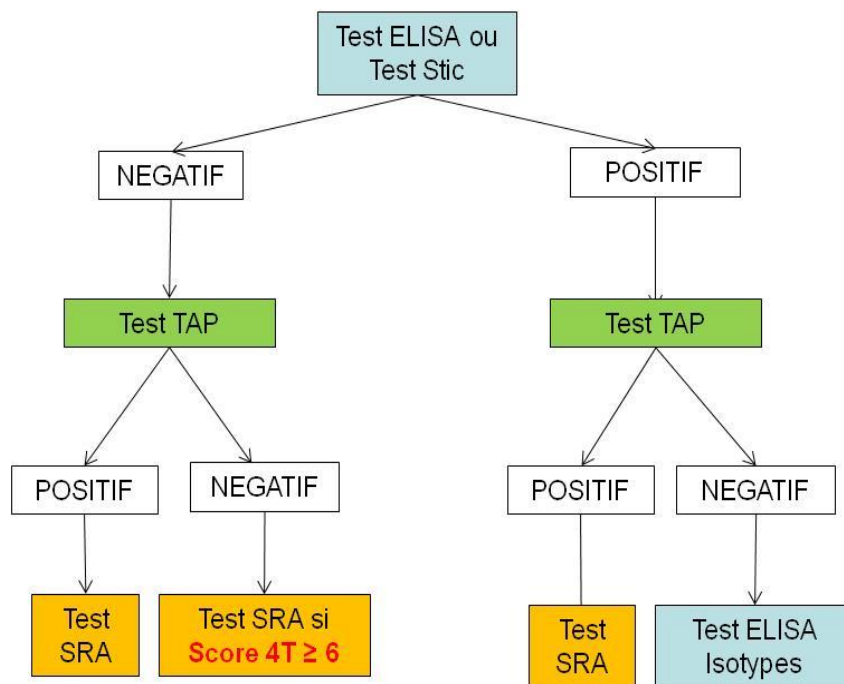 Test ELISA ou
Test Stic
NEGATIF
POSITIF
Test TAP
Test TAP
POSITIF
NEGATIF
POSITIF
NEGATIF
Test
SRA
Test SRA si
Score 4T ≥ 6
Test
SRA
Test ELISA
Isotypes